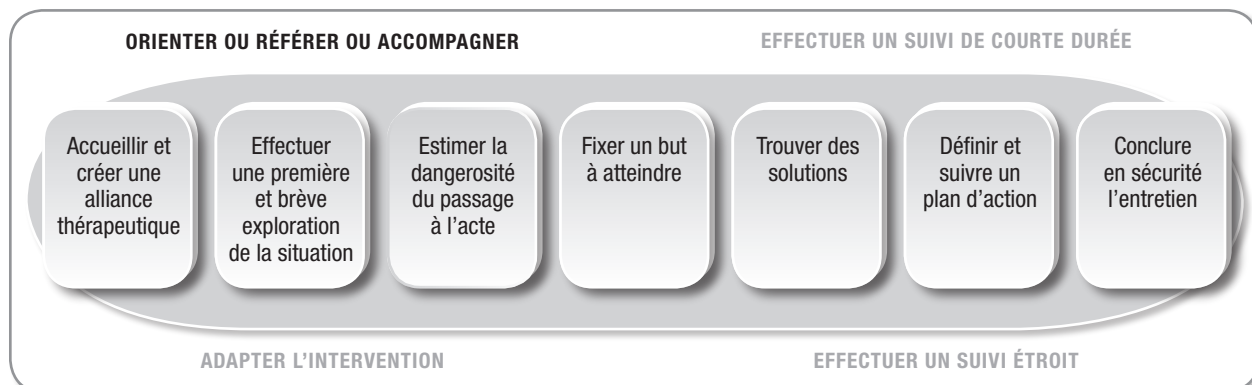 ORIENTER OU RÉFÉRER OU ACCOMPAGNER
EFFECTUER UN SUIVI DE COURTE DURÉE
Accueillir et
créer une
alliance
thérapeutique
Effectuer
une première
et brève
exploration
de la situation
Estimer la
dangerosité
du passage
à l’acte
Fixer un but
à atteindre
Trouver des
solutions
Définir et
suivre un
plan d’action
Conclure
en sécurité
l’entretien
ADAPTER L’INTERVENTION
EFFECTUER UN SUIVI ÉTROIT